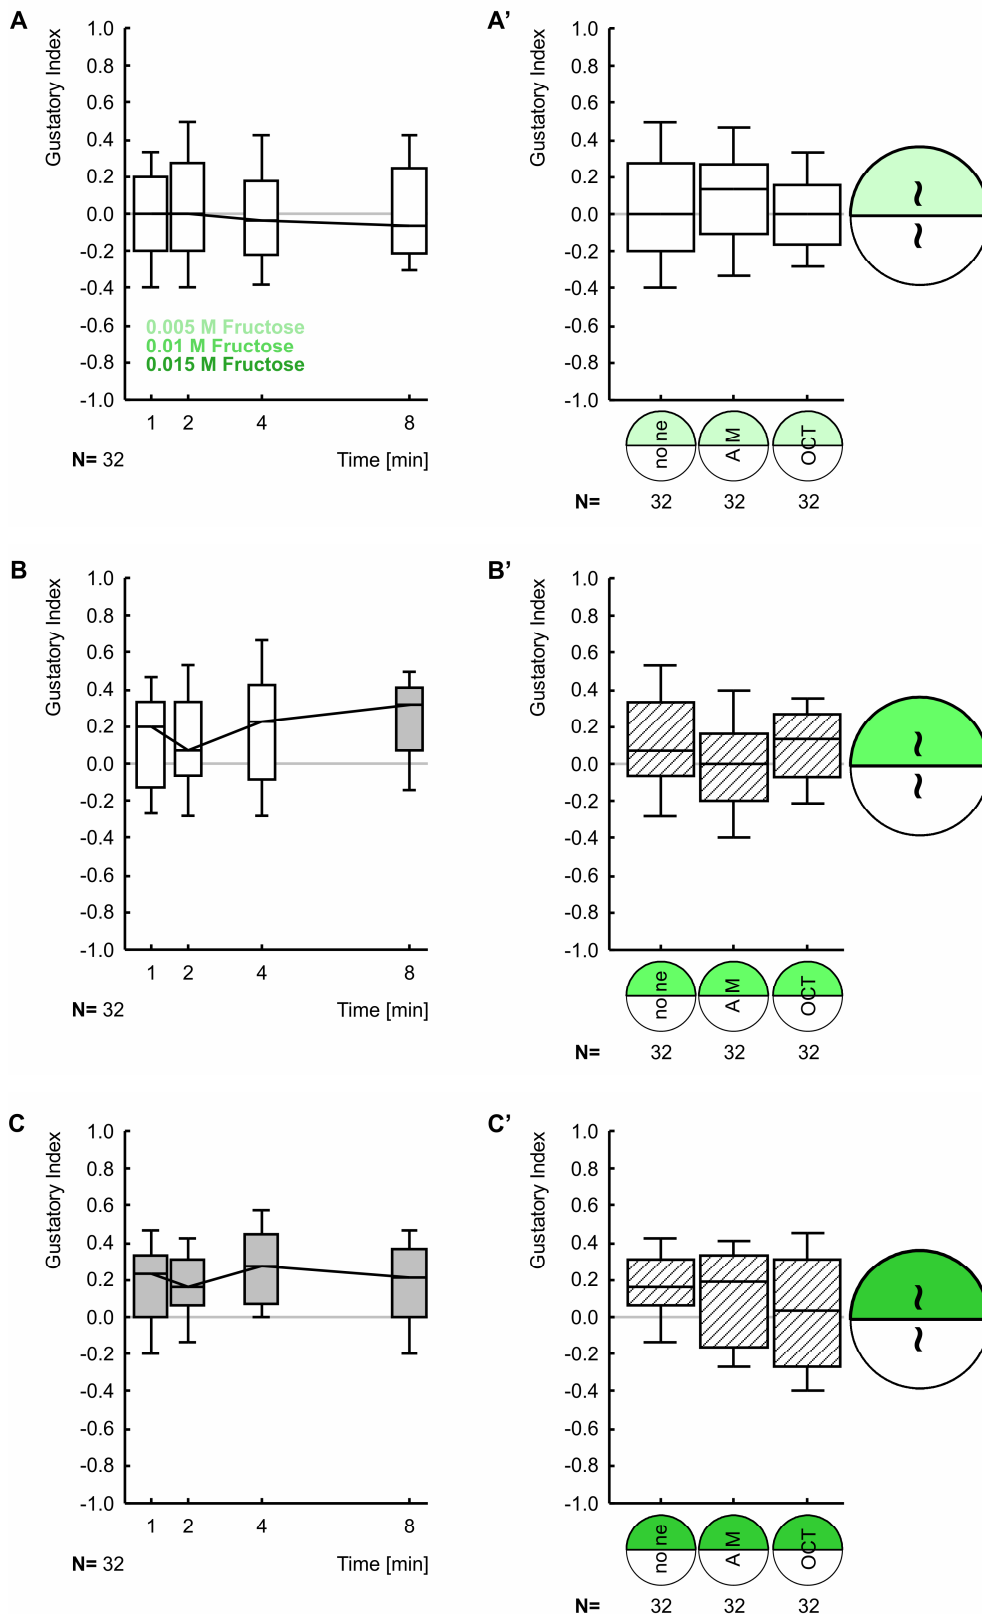 A
Gustatory Index
1.0
0.8
0.6
0.4
0.2
0.0
-0.2
-0.4
-0.6
-0.8
-1.0
0.005 M Fructose
0.01 M Fructose
0.015 M Fructose
1 2 4 8
N= 32 Time [min]
A'
Gustatory Index
1.0
0.8
0.6
0.4
0.2
0.0
-0.2
-0.4
-0.6
-0.8
-1.0
~
~
none AM OCT
N= 32 32 32
B
Gustatory Index
1.0
0.8
0.6
0.4
0.2
0.0
-0.2
-0.4
-0.6
-0.8
-1.0
1 2 4 8
N= 32 Time [min]
B'
Gustatory Index
1.0
0.8
0.6
0.4
0.2
0.0
-0.2
-0.4
-0.6
-0.8
-1.0
~
~
none AM OCT
N= 32 32 32
C
Gustatory Index
1.0
0.8
0.6
0.4
0.2
0.0
-0.2
-0.4
-0.6
-0.8
-1.0
1 2 4 8
N= 32 Time [min]
C'
Gustatory Index
1.0
0.8
0.6
0.4
0.2
0.0
-0.2
-0.4
-0.6
-0.8
-1.0
~
~
none AM OCT
N= 32 32 32